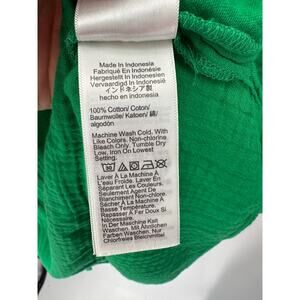 Made In Indonesia
Fabriqué En Indonésie
Hergestellt In Indonesien
Vervaardigd In Indonesië
インドネシア製
hecho en indonesia
100% Cotton/ Coton/
Baumwolle/ Katoen/ 綿/
algodón
Machine Wash Cold, With
Like Colors. Non-chlorine
Bleach Only. Tumble Dry
Low, Iron On Lowest
Setting.
Laver À La Machine À
L'eau Froide. Laver En
Séparant Les Couleurs.
Blanchiment Non-chlore.
Sécher À La Machine À
Basse Température.
Repasser À Fer Doux Si
Nécessaire.
In Der Maschine Kalt
Waschen. Mit Ähnlichen
Farben Waschen. Nur
Chlorfreies Bleichmittel.